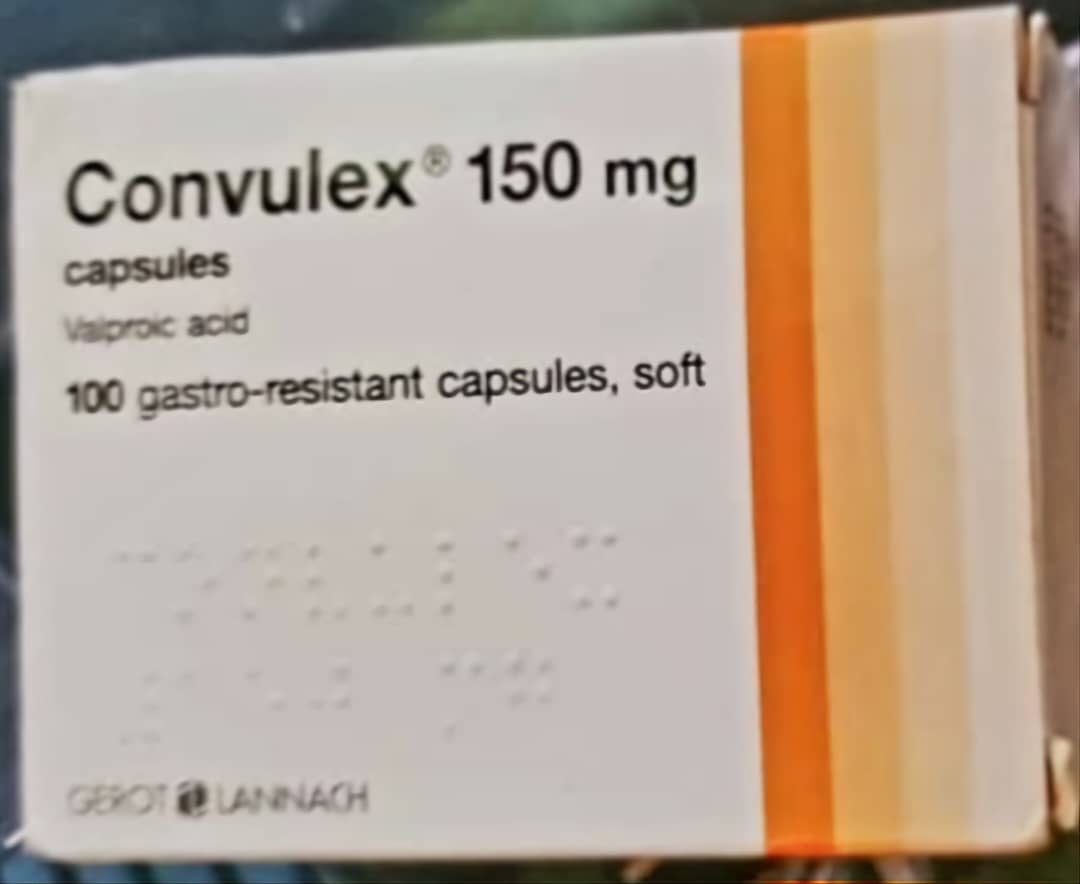 Convulex® 150 mg
capsules
Valproic acid
100 gastro-resistant capsules, soft
GEROT LANNACH